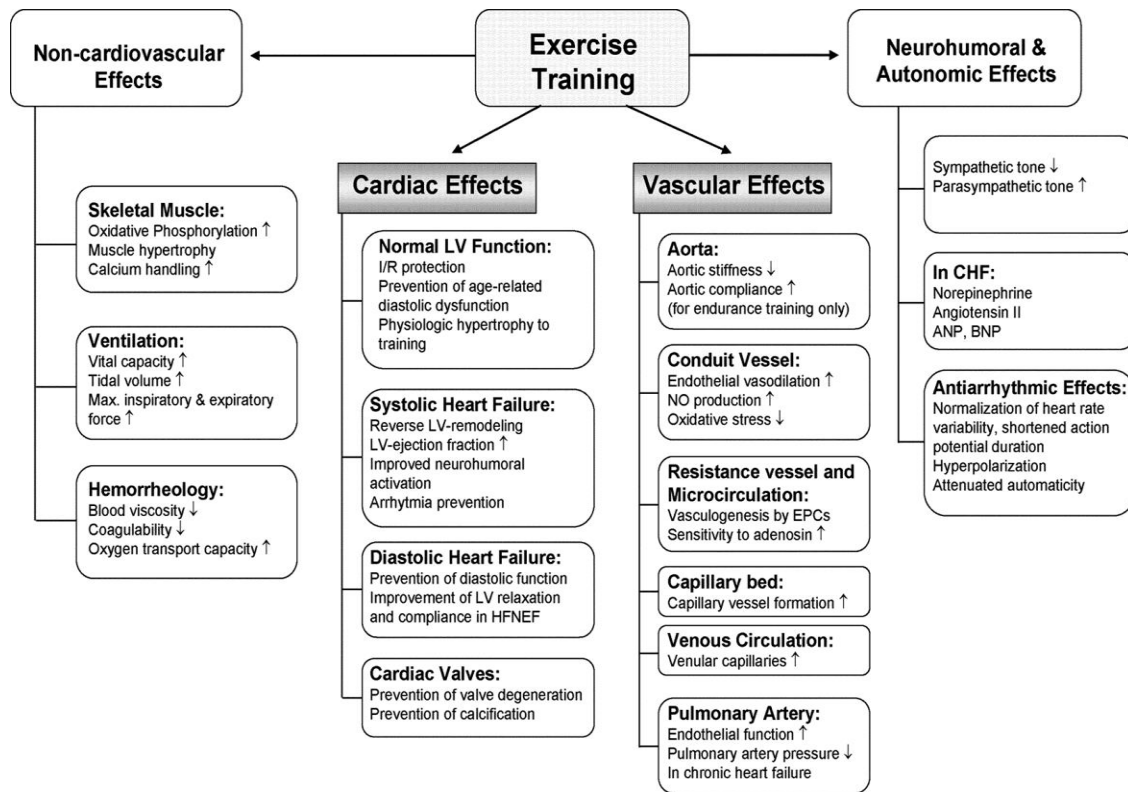 Exercise
Training
Non-cardiovascular
Effects
Skeletal Muscle:
Oxidative Phosphorylation ↑
Muscle hypertrophy
Calcium handling ↑
Ventilation:
Vital capacity ↑
Tidal volume ↑
Max. inspiratory & expiratory
force ↑
Hemorrheology:
Blood viscosity ↓
Coagulability ↓
Oxygen transport capacity ↑
Cardiac Effects
Normal LV Function:
I/R protection
Prevention of age-related
diastolic dysfunction
Physiologic hypertrophy to
training
Systolic Heart Failure:
Reverse LV-remodeling
LV-ejection fraction ↑
Improved neurohumoral
activation
Arrhytmia prevention
Diastolic Heart Failure:
Prevention of diastolic function
Improvement of LV relaxation
and compliance in HFNEF
Cardiac Valves:
Prevention of valve degeneration
Prevention of calcification
Vascular Effects
Aorta:
Aortic stiffness ↓
Aortic compliance ↑
(for endurance training only)
Conduit Vessel:
Endothelial vasodilation ↑
NO production ↑
Oxidative stress ↓
Resistance vessel and
Microcirculation:
Vasculogenesis by EPCs
Sensitivity to adenosin ↑
Capillary bed:
Capillary vessel formation ↑
Venous Circulation:
Venular capillaries ↑
Pulmonary Artery:
Endothelial function ↑
Pulmonary artery pressure ↓
In chronic heart failure
Neurohumoral &
Autonomic Effects
Sympathetic tone ↓
Parasympathetic tone ↑
In CHF:
Norepinephrine
Angiotensin II
ANP, BNP
Antiarrhythmic Effects:
Normalization of heart rate
variability, shortened action
potential duration
Hyperpolarization
Attenuated automaticity